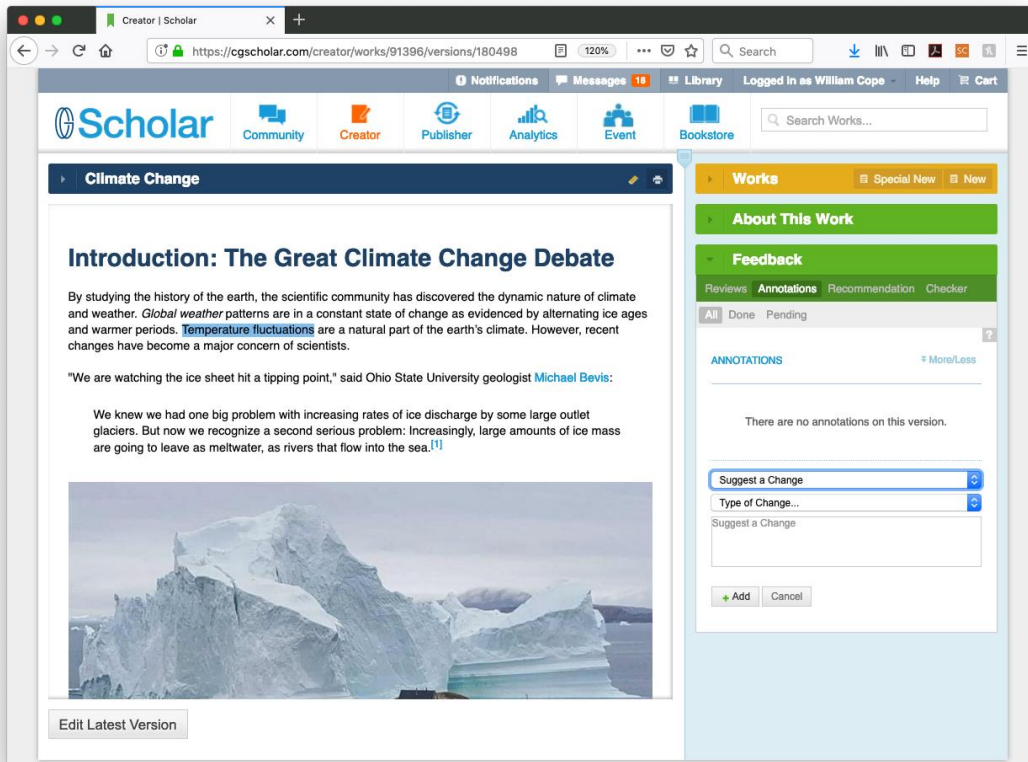 Creator | Scholar
https://cgscholar.com/creator/works/91396/versions/180498
120%
Search
SC
Notifications
Messages 16
Library
Logged in as William Cope
Help
Cart
Scholar
Community
Creator
Publisher
Analytics
Event
Bookstore
Search Works...
Climate Change
Introduction: The Great Climate Change Debate
By studying the history of the earth, the scientific community has discovered the dynamic nature of climate
and weather. Global weather patterns are in a constant state of change as evidenced by alternating ice ages
and warmer periods. Temperature fluctuations are a natural part of the earth's climate. However, recent
changes have become a major concern of scientists.
"We are watching the ice sheet hit a tipping point," said Ohio State University geologist Michael Bevis:
We knew we had one big problem with increasing rates of ice discharge by some large outlet
glaciers. But now we recognize a second serious problem: Increasingly, large amounts of ice mass
are going to leave as meltwater, as rivers that flow into the sea.[1]
Edit Latest Version
Works
Special New
New
About This Work
Feedback
Reviews Annotations Recommendation Checker
All Done Pending
?
ANNOTATIONS
More/Less
There are no annotations on this version.
Suggest a Change
Type of Change...
Suggest a Change
+ Add
Cancel